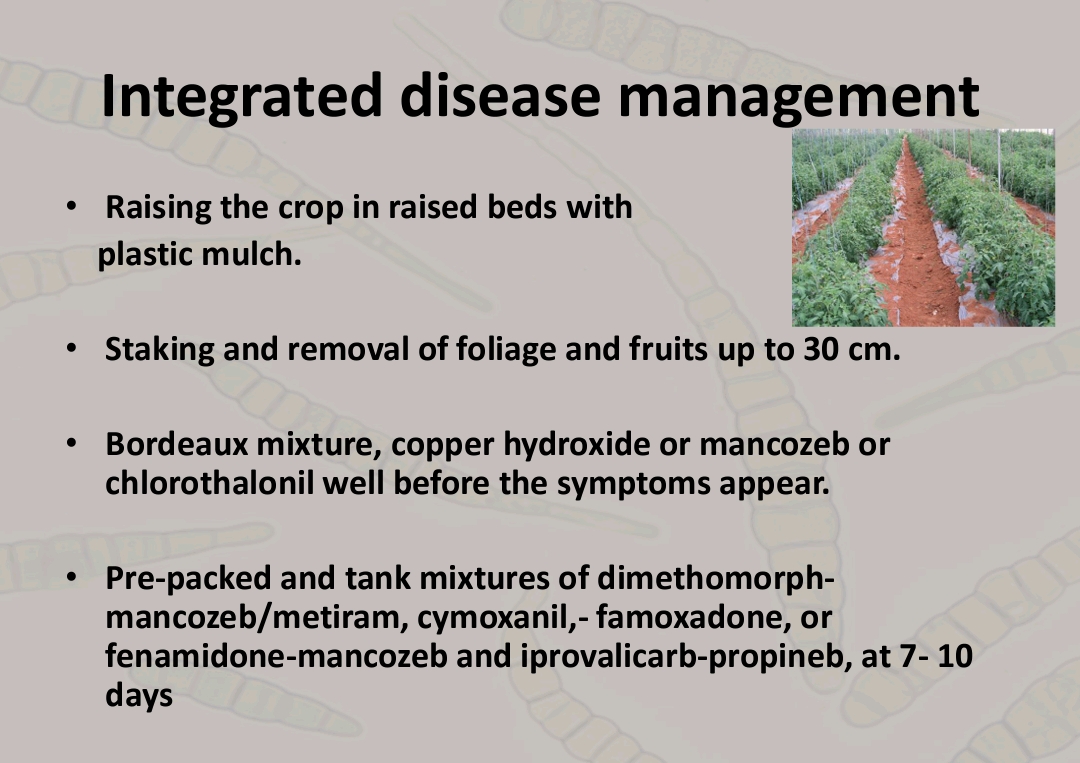 Integrated disease management
• Raising the crop in raised beds with
plastic mulch.
• Staking and removal of foliage and fruits up to 30 cm.
• Bordeaux mixture, copper hydroxide or mancozeb or
chlorothalonil well before the symptoms appear.
• Pre-packed and tank mixtures of dimethomorph-
mancozeb/metiram, cymoxanil,- famoxadone, or
fenamidone-mancozeb and iprovalicarb-propineb, at 7- 10
days